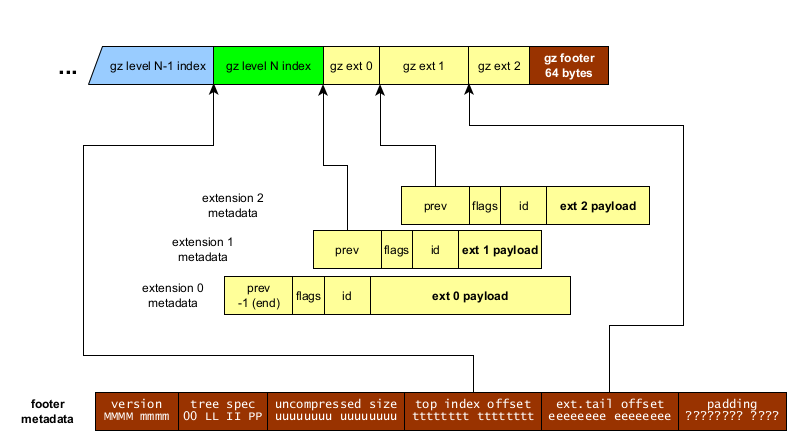 ...
gz level N-1 index
gz level N index
gz ext 0
gz ext 1
gz ext 2
gz footer
64 bytes
extension 2
metadata
prev
flags
id
ext 2 payload
extension 1
metadata
prev
flags
id
ext 1 payload
extension 0
metadata
prev
-1 (end)
flags
id
ext 0 payload
footer
metadata
version
MMMM mmmm
tree spec
OO LL II PP
uncompressed size
uuuuuuuu uuuuuuuu
top index offset
tttttttt tttttttt
ext.tail offset
eeeeeeee eeeeeeee
padding
???????? ????